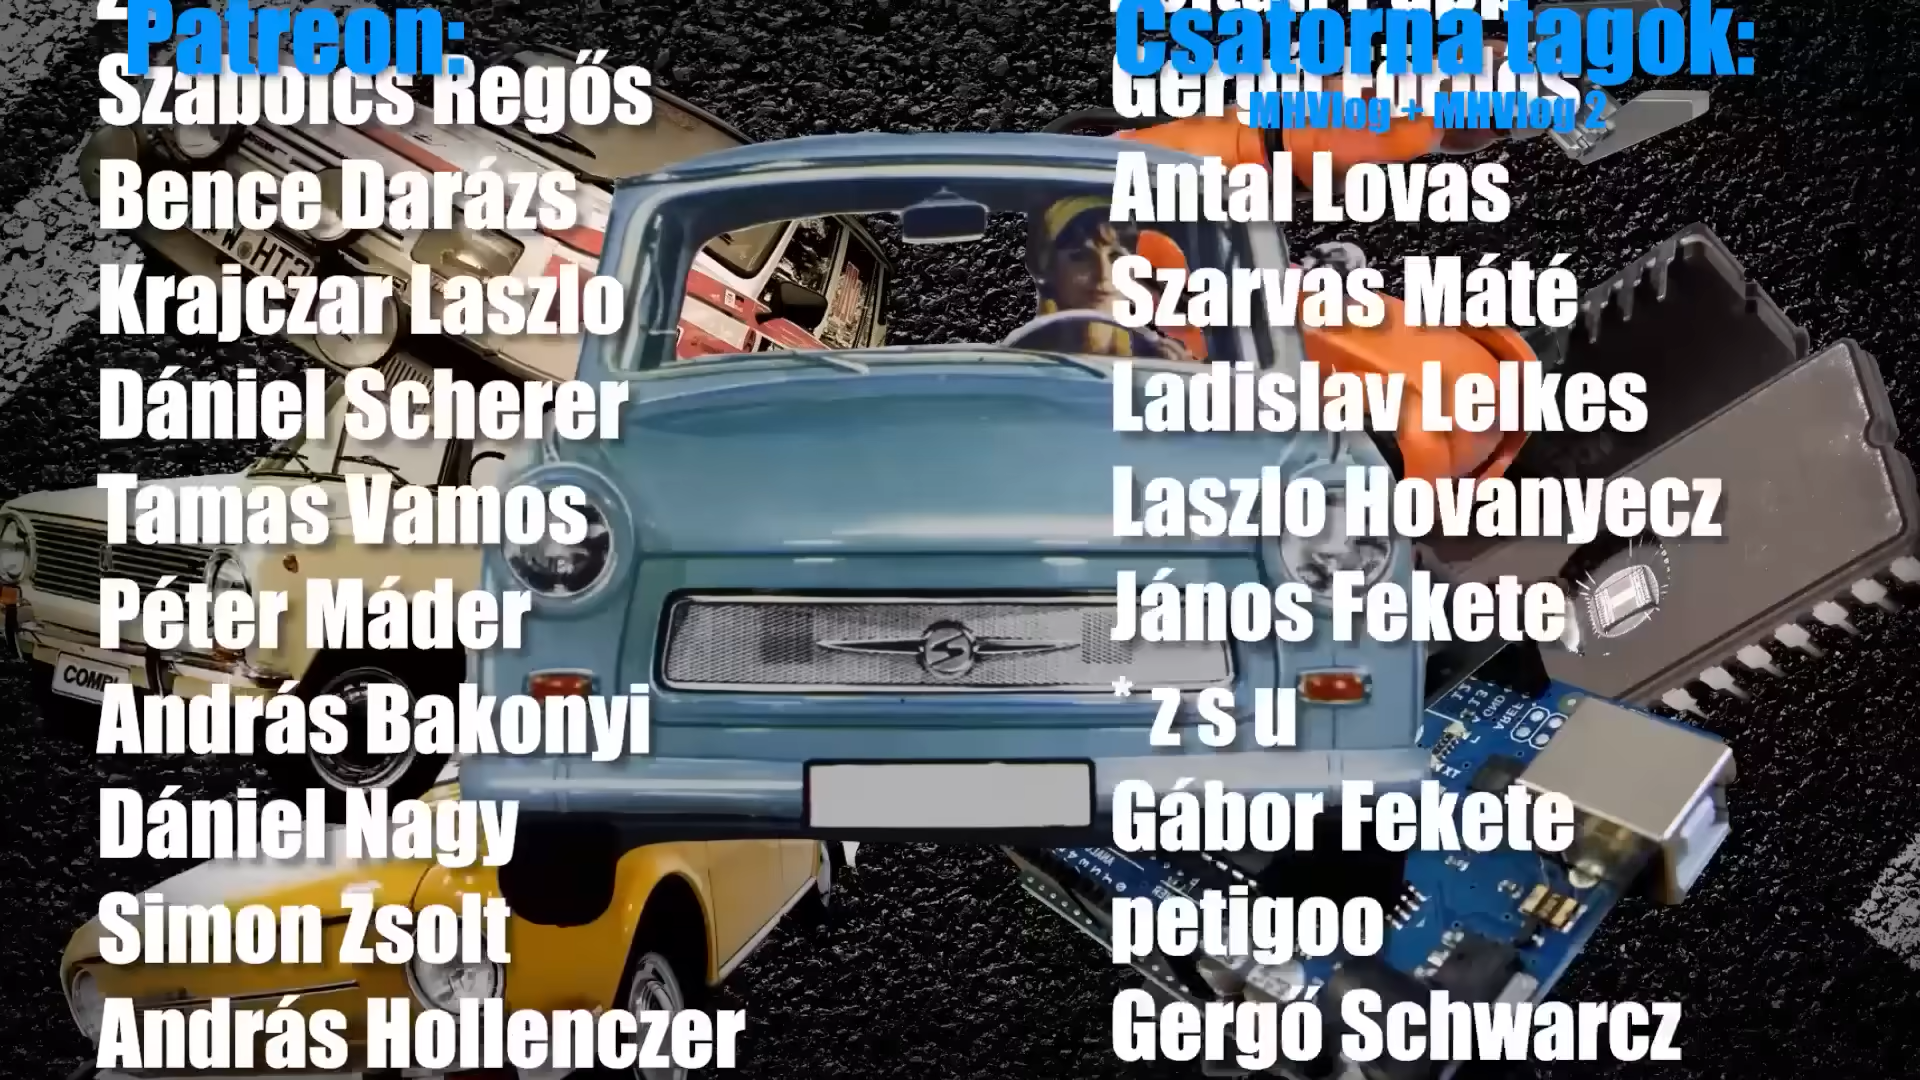 Patreon:
Szabolcs Regős
Bence Darázs
Krajczar Laszlo
Dániel Scherer
Tamas Vamos
Péter Máder
András Bakonyi
Dániel Nagy
Simon Zsolt
András Hollenczer
Csatorna tagok:
MHVlog + MHVlog 2
Antal Lovas
Szarvas Máté
Ladislav Lelkes
Laszlo Hovanyecz
János Fekete
* z s u
Gábor Fekete
petigoo
Gergő Schwarcz
COMBI